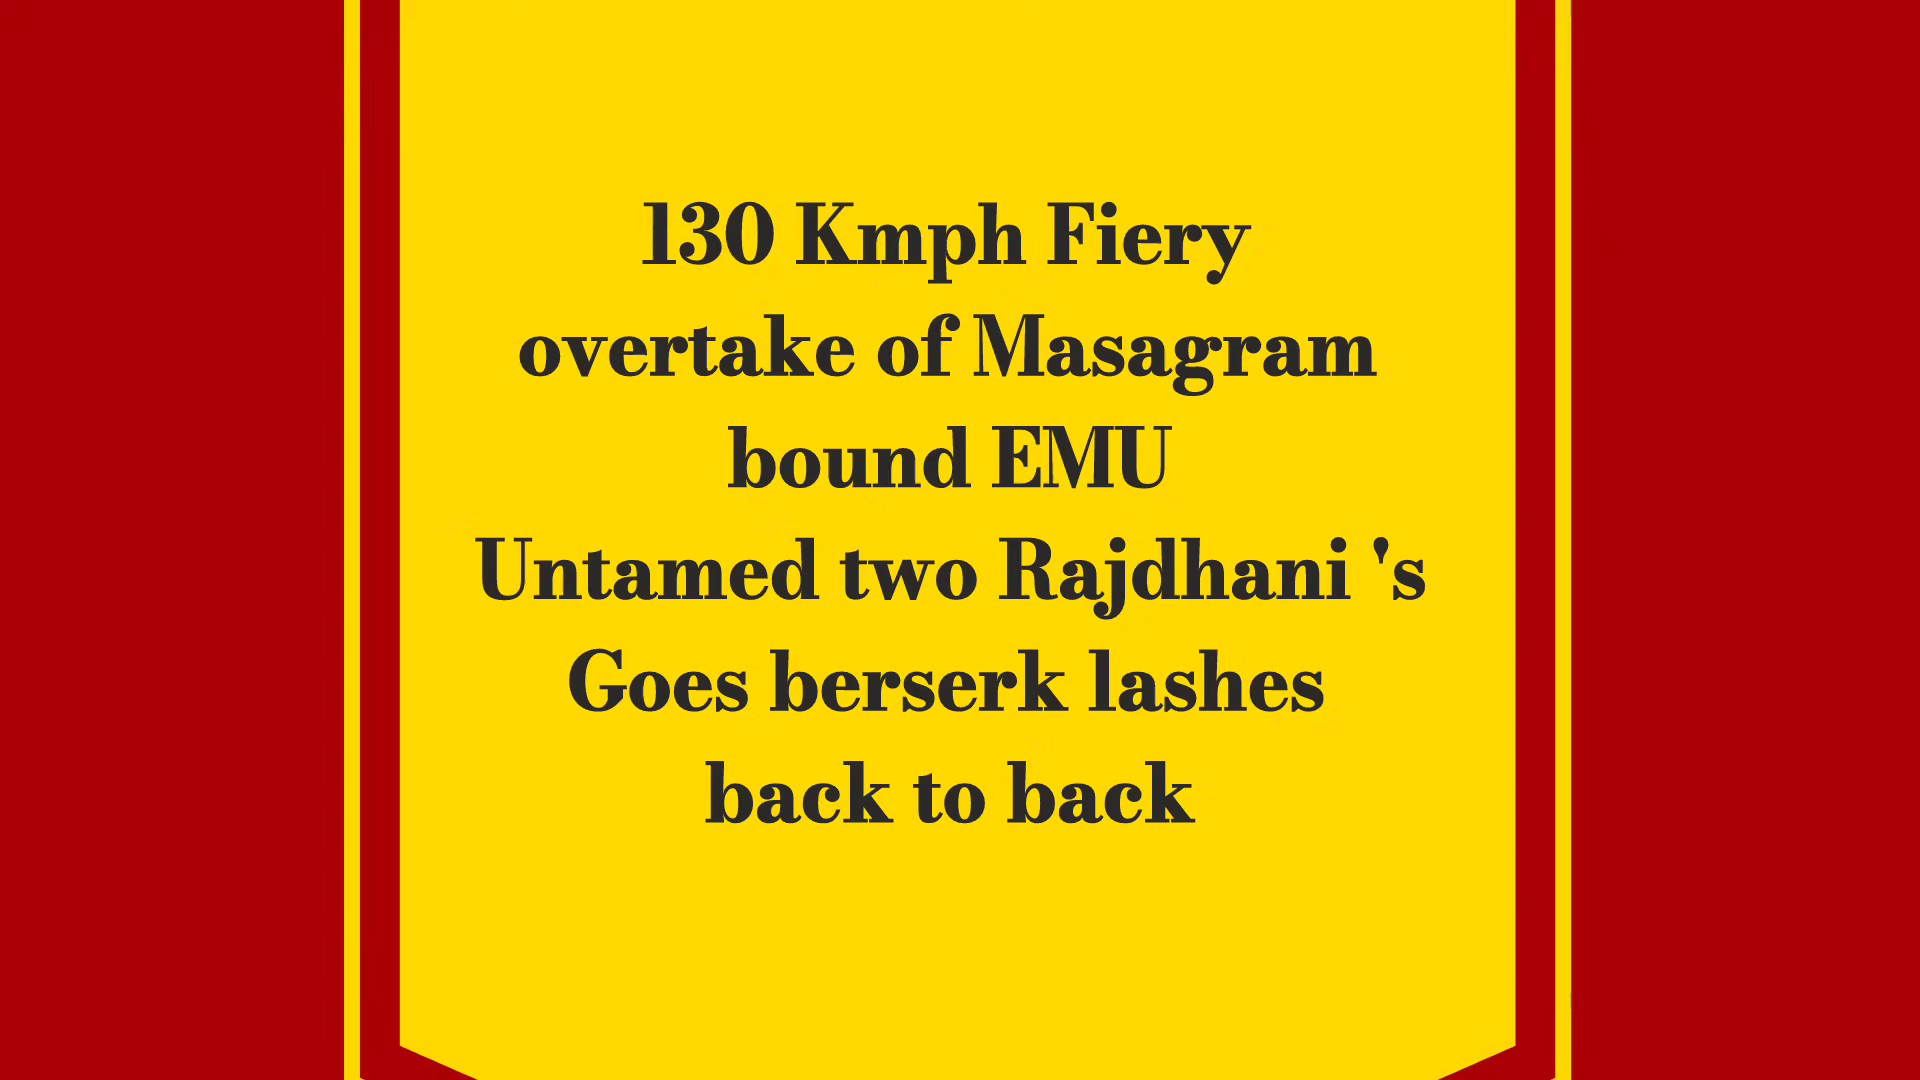 130 Kmph Fiery
overtake of Masagram
bound EMU
Untamed two Rajdhani 's
Goes berserk lashes
back to back